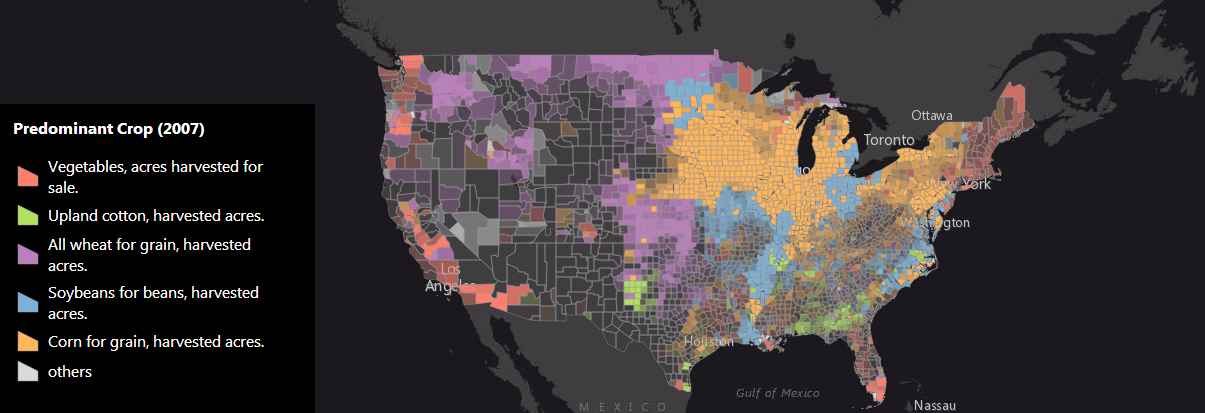 Predominant Crop (2007)
Vegetables, acres harvested for
sale.
Upland cotton, harvested acres.
All wheat for grain, harvested
acres.
Soybeans for beans, harvested
acres.
Corn for grain, harvested acres.
others
Ottawa
Toronto
York
Washington
Los
Angeles
Houston
Gulf of Mexico
MEXICO
Nassau